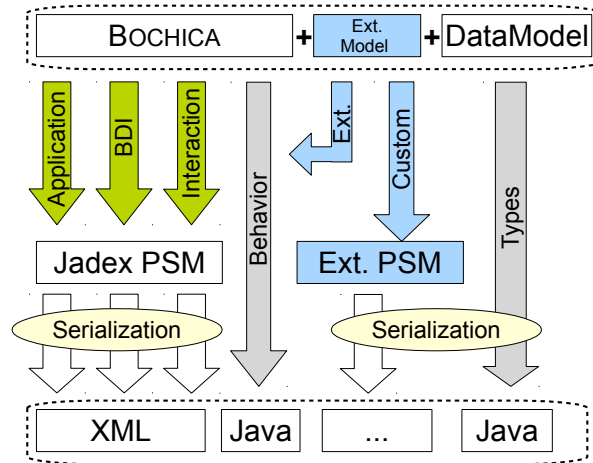 BOCHICA + Ext. Model + DataModel
Application
BDI
Interaction
Behavior
Ext.
Custom
Types
Jadex PSM
Ext. PSM
Serialization
Serialization
XML
Java
...
Java